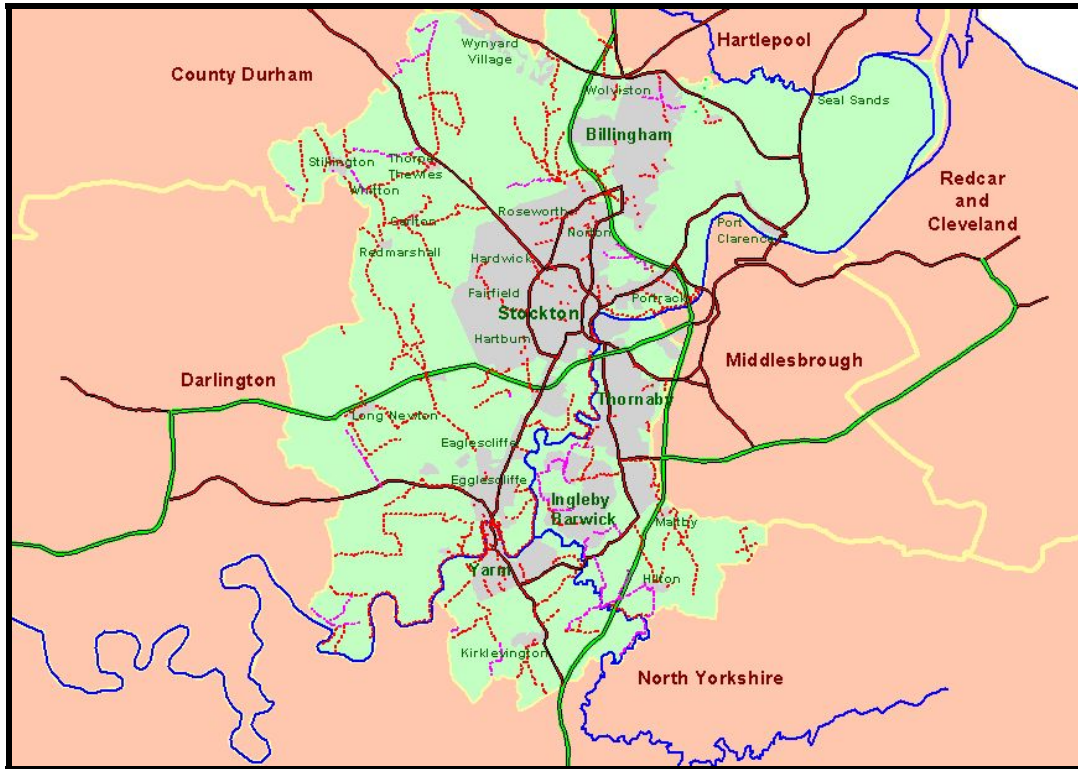 Hartlepool
Wynyard
Village
County Durham
Wolviston
Seal Sands
Billingham
Stillington
Thorpe
Thewles
Whitton
Redcar
and
Cleveland
Roseworth
Carlton
Norton
Port
Clarence
Redmarshall
Hardwick
Fairfield
Portrack
Stockton
Hartburn
Middlesbrough
Darlington
Thornaby
Long Newton
Eaglescliffe
Egglescliffe
Ingleby
Barwick
Maltby
Yarm
Hilton
Kirklevington
North Yorkshire